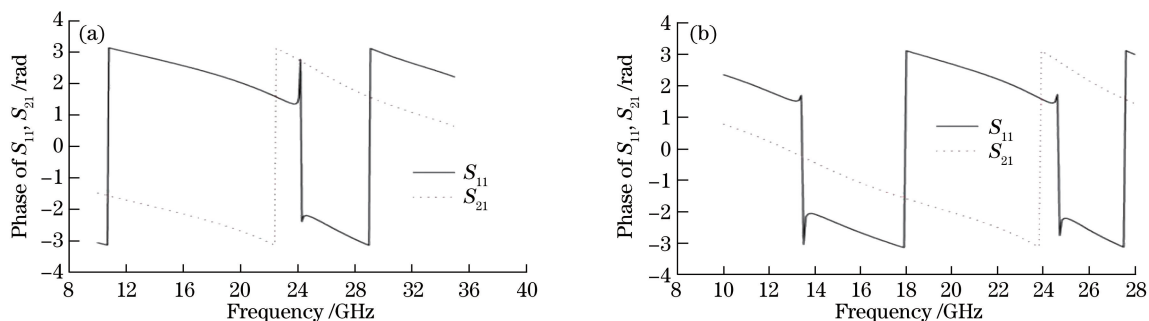 (a)
Phase of S11, S21 /rad
4
3
2
1
0
−1
−2
−3
−4
8 12 16 20 24 28 32 36 40
Frequency /GHz
S11
S21
(b)
Phase of S11, S21 /rad
4
3
2
1
0
−1
−2
−3
−4
8 10 12 14 16 18 20 22 24 26 28
Frequency /GHz
S11
S21